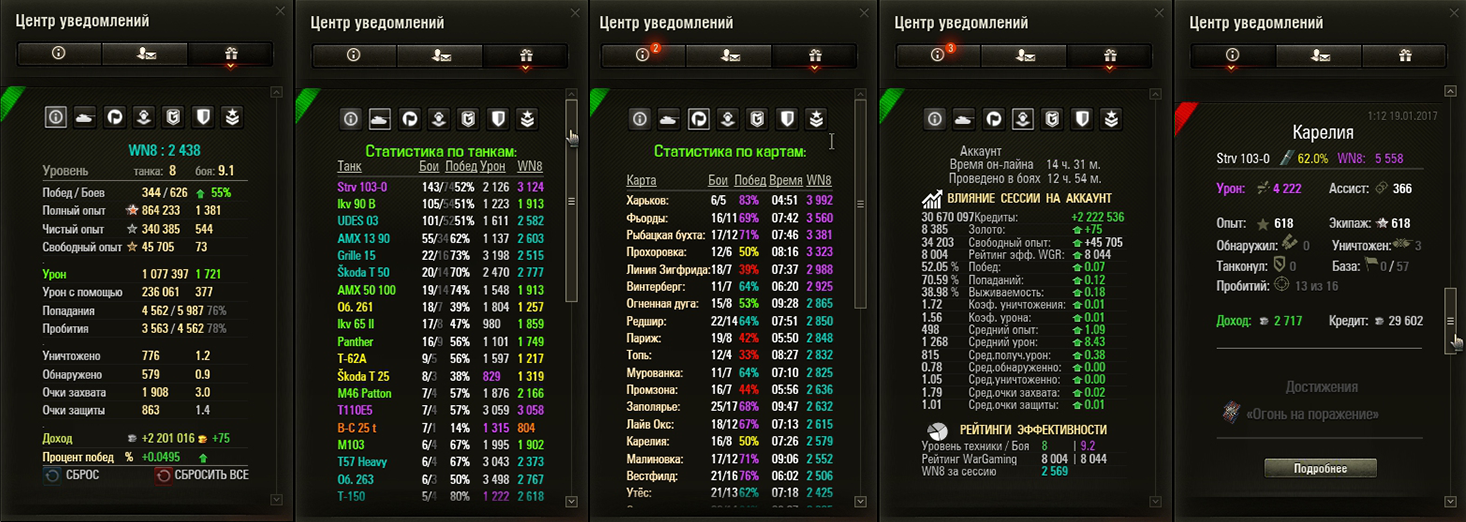 Центр уведомлений
WN8 : 2 438
Уровень танка: 8 боя: 9.1
Побед / Боев 344 / 626 55%
Полный опыт 864 233 1 381
Чистый опыт 340 385 544
Свободный опыт 45 705 73
Урон 1 077 397 1 721
Урон с помощью 236 061 377
Попадания 4 562 / 5 987 76%
Пробития 3 563 / 4 562 78%
Уничтожено 776 1.2
Обнаружено 579 0.9
Очки захвата 1 908 3.0
Очки защиты 863 1.4
Доход +2 201 016 +75
Процент побед % +0.0495
СБРОС СБРОСИТЬ ВСЕ
Центр уведомлений
Статистика по танкам:
Танк Бои Побед Урон WN8
Strv 103-0 143/74 52% 2 126 3 124
Ikv 90 B 105/54 51% 1 223 1 913
UDES 03 101/52 51% 1 611 2 582
AMX 13 90 55/34 62% 1 137 2 603
Grille 15 22/16 73% 3 198 2 515
Škoda T 50 20/14 70% 2 470 2 777
AMX 50 100 19/14 74% 1 548 1 913
Об. 261 18/7 39% 1 804 1 257
Ikv 65 II 17/8 47% 980 1 859
Panther 16/9 56% 1 101 1 749
T-62A 9/5 56% 1 597 1 217
Škoda T 25 8/3 38% 829 1 319
M46 Patton 7/4 57% 1 876 2 166
T110E5 7/4 57% 3 059 3 058
B-C 25 t 7/1 14% 1 315 804
M103 6/4 67% 1 995 1 902
T57 Heavy 6/4 67% 3 043 2 373
Об. 263 6/3 50% 3 498 2 767
T-150 5/4 80% 1 222 2 618
Центр уведомлений
2
Статистика по картам:
Карта Бои Побед Время WN8
Харьков: 6/5 83% 04:51 3 992
Фьорды: 16/11 69% 07:42 3 560
Рыбацкая бухта: 17/12 71% 07:46 3 381
Прохоровка: 12/6 50% 08:16 3 323
Линия Зигфрида: 18/7 39% 07:37 2 988
Винтерберг: 11/7 64% 06:20 2 925
Огненная дуга: 15/8 53% 09:28 2 865
Редшир: 22/14 64% 07:51 2 850
Париж: 19/8 42% 05:50 2 848
Топь: 12/4 33% 08:27 2 832
Мурованка: 11/7 64% 07:10 2 825
Промзона: 16/7 44% 05:56 2 636
Заполярье: 25/17 68% 09:47 2 632
Лайв Окс: 18/12 67% 07:13 2 615
Карелия: 16/8 50% 07:26 2 579
Малиновка: 17/12 71% 09:06 2 552
Вестфилд: 21/16 76% 06:02 2 506
Утёс: 21/13 62% 07:18 2 425
Центр уведомлений
3
Аккаунт
Время он-лайна 14 ч. 31 м.
Проведено в боях 12 ч. 54 м.
ВЛИЯНИЕ СЕССИИ НА АККАУНТ
30 670 097 Кредиты: +2 222 536
8 385 Золото: +75
34 203 Свободный опыт: +45 705
8 004 Рейтинг эфф. WGR: 8 044
52.05 % Побед: 0.07
70.59 % Попаданий: 0.12
38.98 % Выживаемость: 0.18
1.72 Коэф. уничтожения: 0.01
1.56 Коэф. урона: 0.01
498 Средний опыт: 1.09
1 268 Средний урон: 8.43
815 Сред.получ.урон: 0.38
0.78 Сред.обнаруженно: 0.00
1.05 Сред.уничтоженно: 0.00
1.79 Сред.очки захвата: 0.02
1.01 Сред.очки защиты: 0.01
РЕЙТИНГИ ЭФФЕКТИВНОСТИ
Уровень техники / Боя 8 | 9.2
Рейтинг WarGaming 8 004 | 8 044
WN8 за сессию 2 569
Центр уведомлений
1:12 19.01.2017
Карелия
Strv 103-0 62.0% WN8: 5 558
Урон: 4 222 Ассист: 366
Опыт: 618 Экипаж: 618
Обнаружил: 0 Уничтожен: 3
Танконул: 0 База: 0 / 57
Пробитий: 13 из 16
Доход: 2 717 Кредит: 29 602
Достижения
«Огонь на поражение»
Подробнее